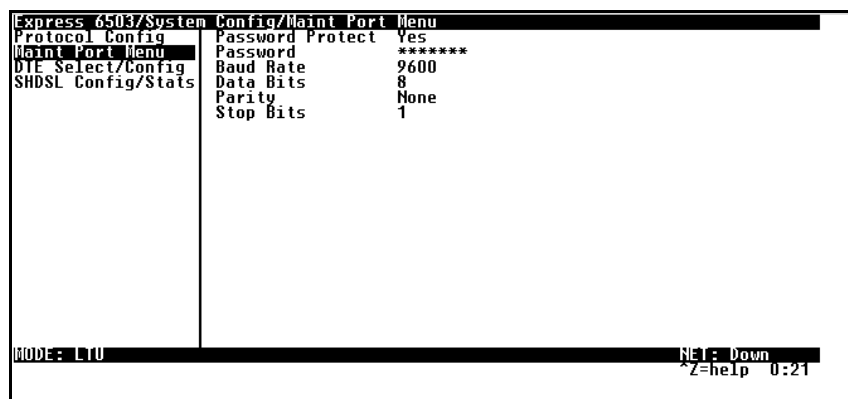 Express 6503/System Config/Maint Port Menu
Protocol Config Password Protect Yes
Maint Port Menu Password *******
DTE Select/Config Baud Rate 9600
SHDSL Config/Stats Data Bits 8
Parity None
Stop Bits 1
MODE: LTU NET: Down
^Z=help 0:21